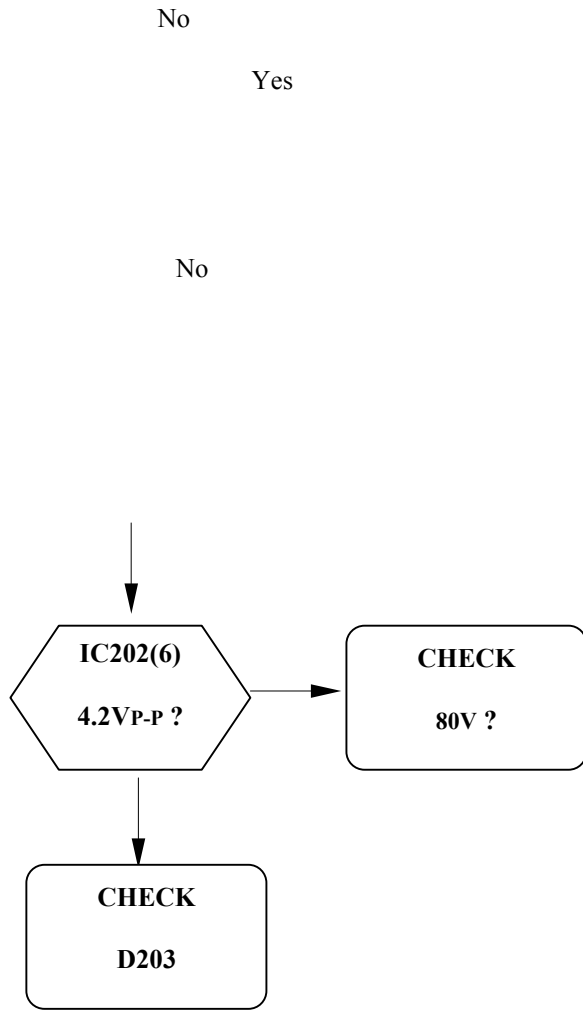 No
Yes
No
IC202(6)
4.2VP-P ?
CHECK
80V ?
CHECK
D203